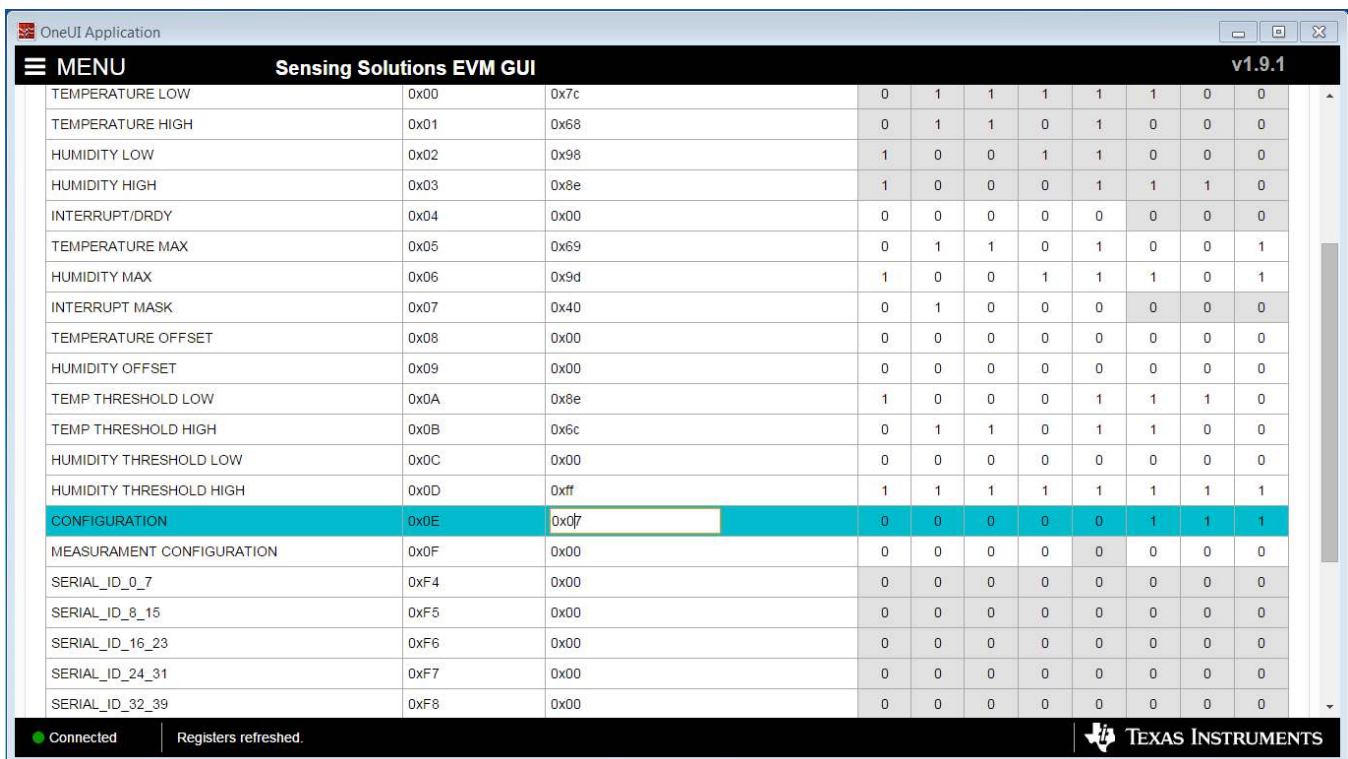 OneUI Application
MENU Sensing Solutions EVM GUI v1.9.1
TEMPERATURE LOW 0x00 0x7c 0 1 1 1 1 1 0 0
TEMPERATURE HIGH 0x01 0x68 0 1 1 0 1 0 0 0
HUMIDITY LOW 0x02 0x98 1 0 0 1 1 0 0 0
HUMIDITY HIGH 0x03 0x8e 1 0 0 0 1 1 1 0
INTERRUPT/DRDY 0x04 0x00 0 0 0 0 0 0 0 0
TEMPERATURE MAX 0x05 0x69 0 1 1 0 1 0 0 1
HUMIDITY MAX 0x06 0x9d 1 0 0 1 1 1 0 1
INTERRUPT MASK 0x07 0x40 0 1 0 0 0 0 0 0
TEMPERATURE OFFSET 0x08 0x00 0 0 0 0 0 0 0 0
HUMIDITY OFFSET 0x09 0x00 0 0 0 0 0 0 0 0
TEMP THRESHOLD LOW 0x0A 0x8e 1 0 0 0 1 1 1 0
TEMP THRESHOLD HIGH 0x0B 0x6c 0 1 1 0 1 1 0 0
HUMIDITY THRESHOLD LOW 0x0C 0x00 0 0 0 0 0 0 0 0
HUMIDITY THRESHOLD HIGH 0x0D 0xff 1 1 1 1 1 1 1 1
CONFIGURATION 0x0E 0x07 0 0 0 0 0 1 1 1
MEASURAMENT CONFIGURATION 0x0F 0x00 0 0 0 0 0 0 0 0
SERIAL_ID_0_7 0xF4 0x00 0 0 0 0 0 0 0 0
SERIAL_ID_8_15 0xF5 0x00 0 0 0 0 0 0 0 0
SERIAL_ID_16_23 0xF6 0x00 0 0 0 0 0 0 0 0
SERIAL_ID_24_31 0xF7 0x00 0 0 0 0 0 0 0 0
SERIAL_ID_32_39 0xF8 0x00 0 0 0 0 0 0 0 0
Connected Registers refreshed. TEXAS INSTRUMENTS